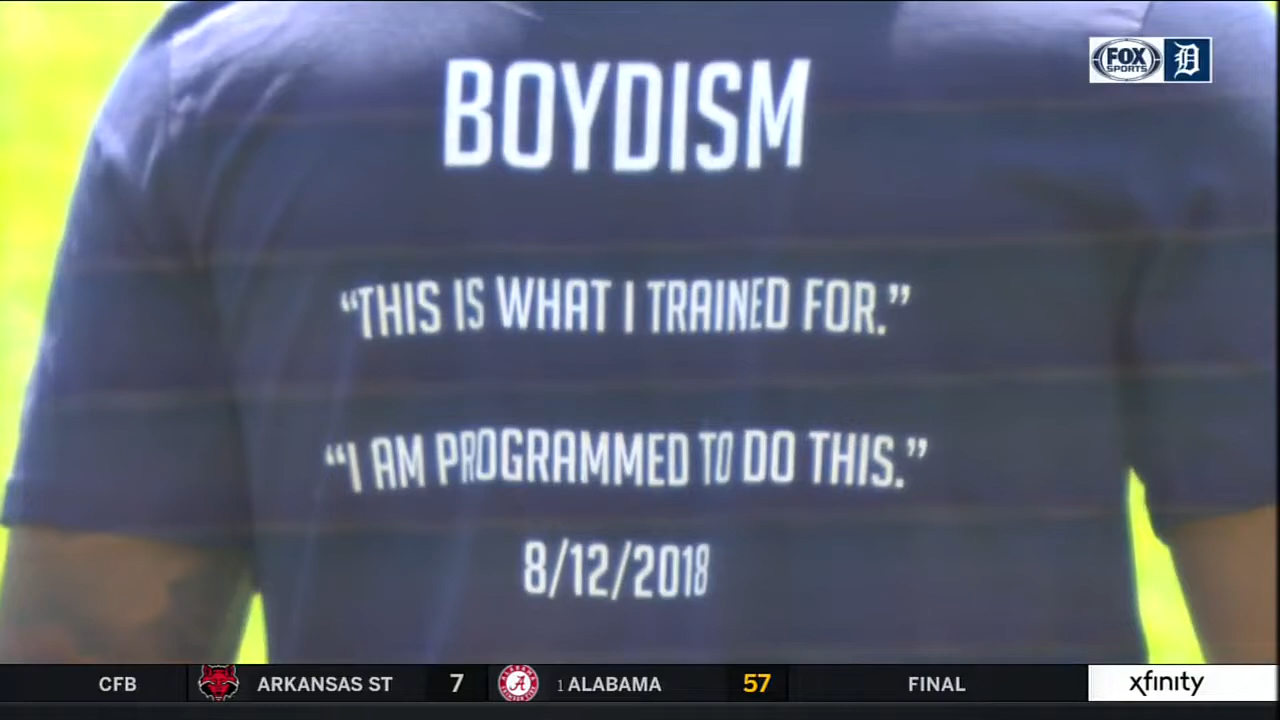 FOX
SPORTS
D
BOYDISM
“THIS IS WHAT I TRAINED FOR.”
“I AM PROGRAMMED TO DO THIS.”
8/12/2018
CFB ARKANSAS ST 7 1 ALABAMA 57 FINAL xfinity